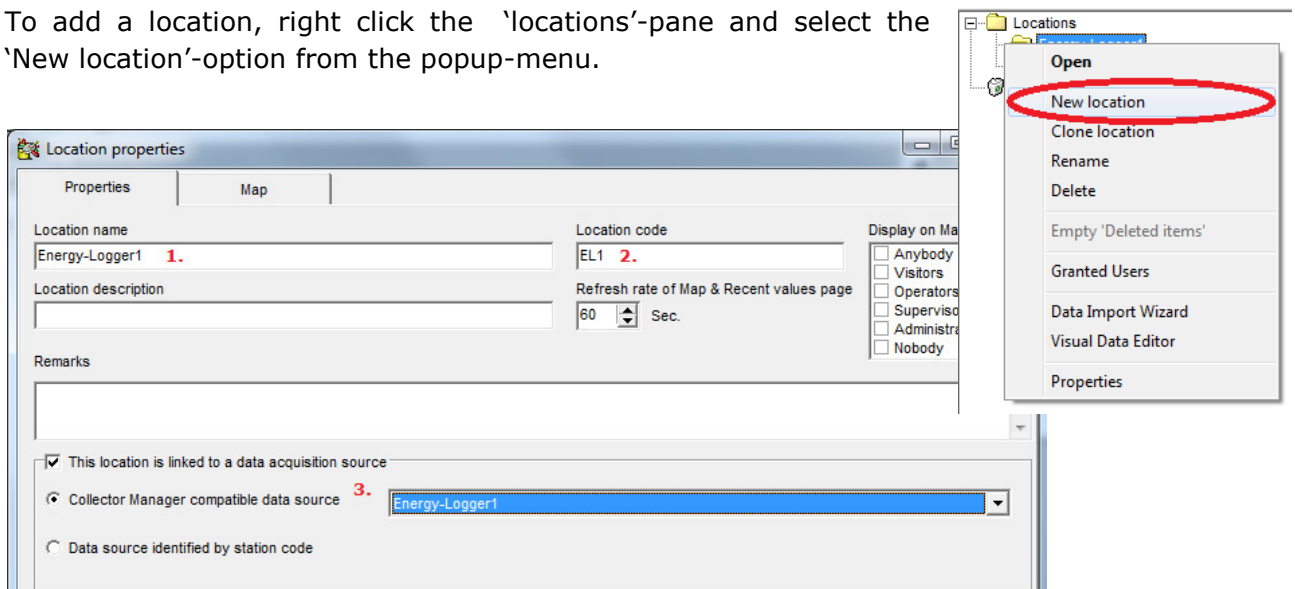 To add a location, right click the ‘locations’-pane and select the
‘New location’-option from the popup-menu.
Locations
Energy-Logger1
Open
New location
Clone location
Rename
Delete
Empty 'Deleted items'
Granted Users
Data Import Wizard
Visual Data Editor
Properties
Location properties
Properties Map
Location name Location code Display on Ma
Energy-Logger1 1. EL1 2. Anybody
Visitors
Location description Refresh rate of Map & Recent values page Operators
60 Sec. Superviso
Administra
Nobody
Remarks
This location is linked to a data acquisition source
Collector Manager compatible data source 3. Energy-Logger1
Data source identified by station code